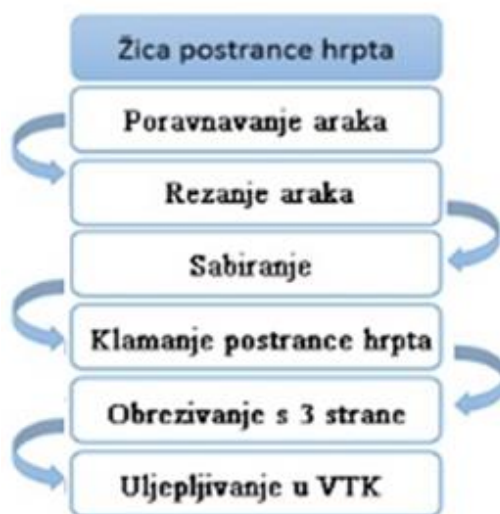 Žica postrance hrpta
Poravnavanje araka
Rezanje araka
Sabiranje
Klamanje postrance hrpta
Obrezivanje s 3 strane
Uljepljivanje u VTK